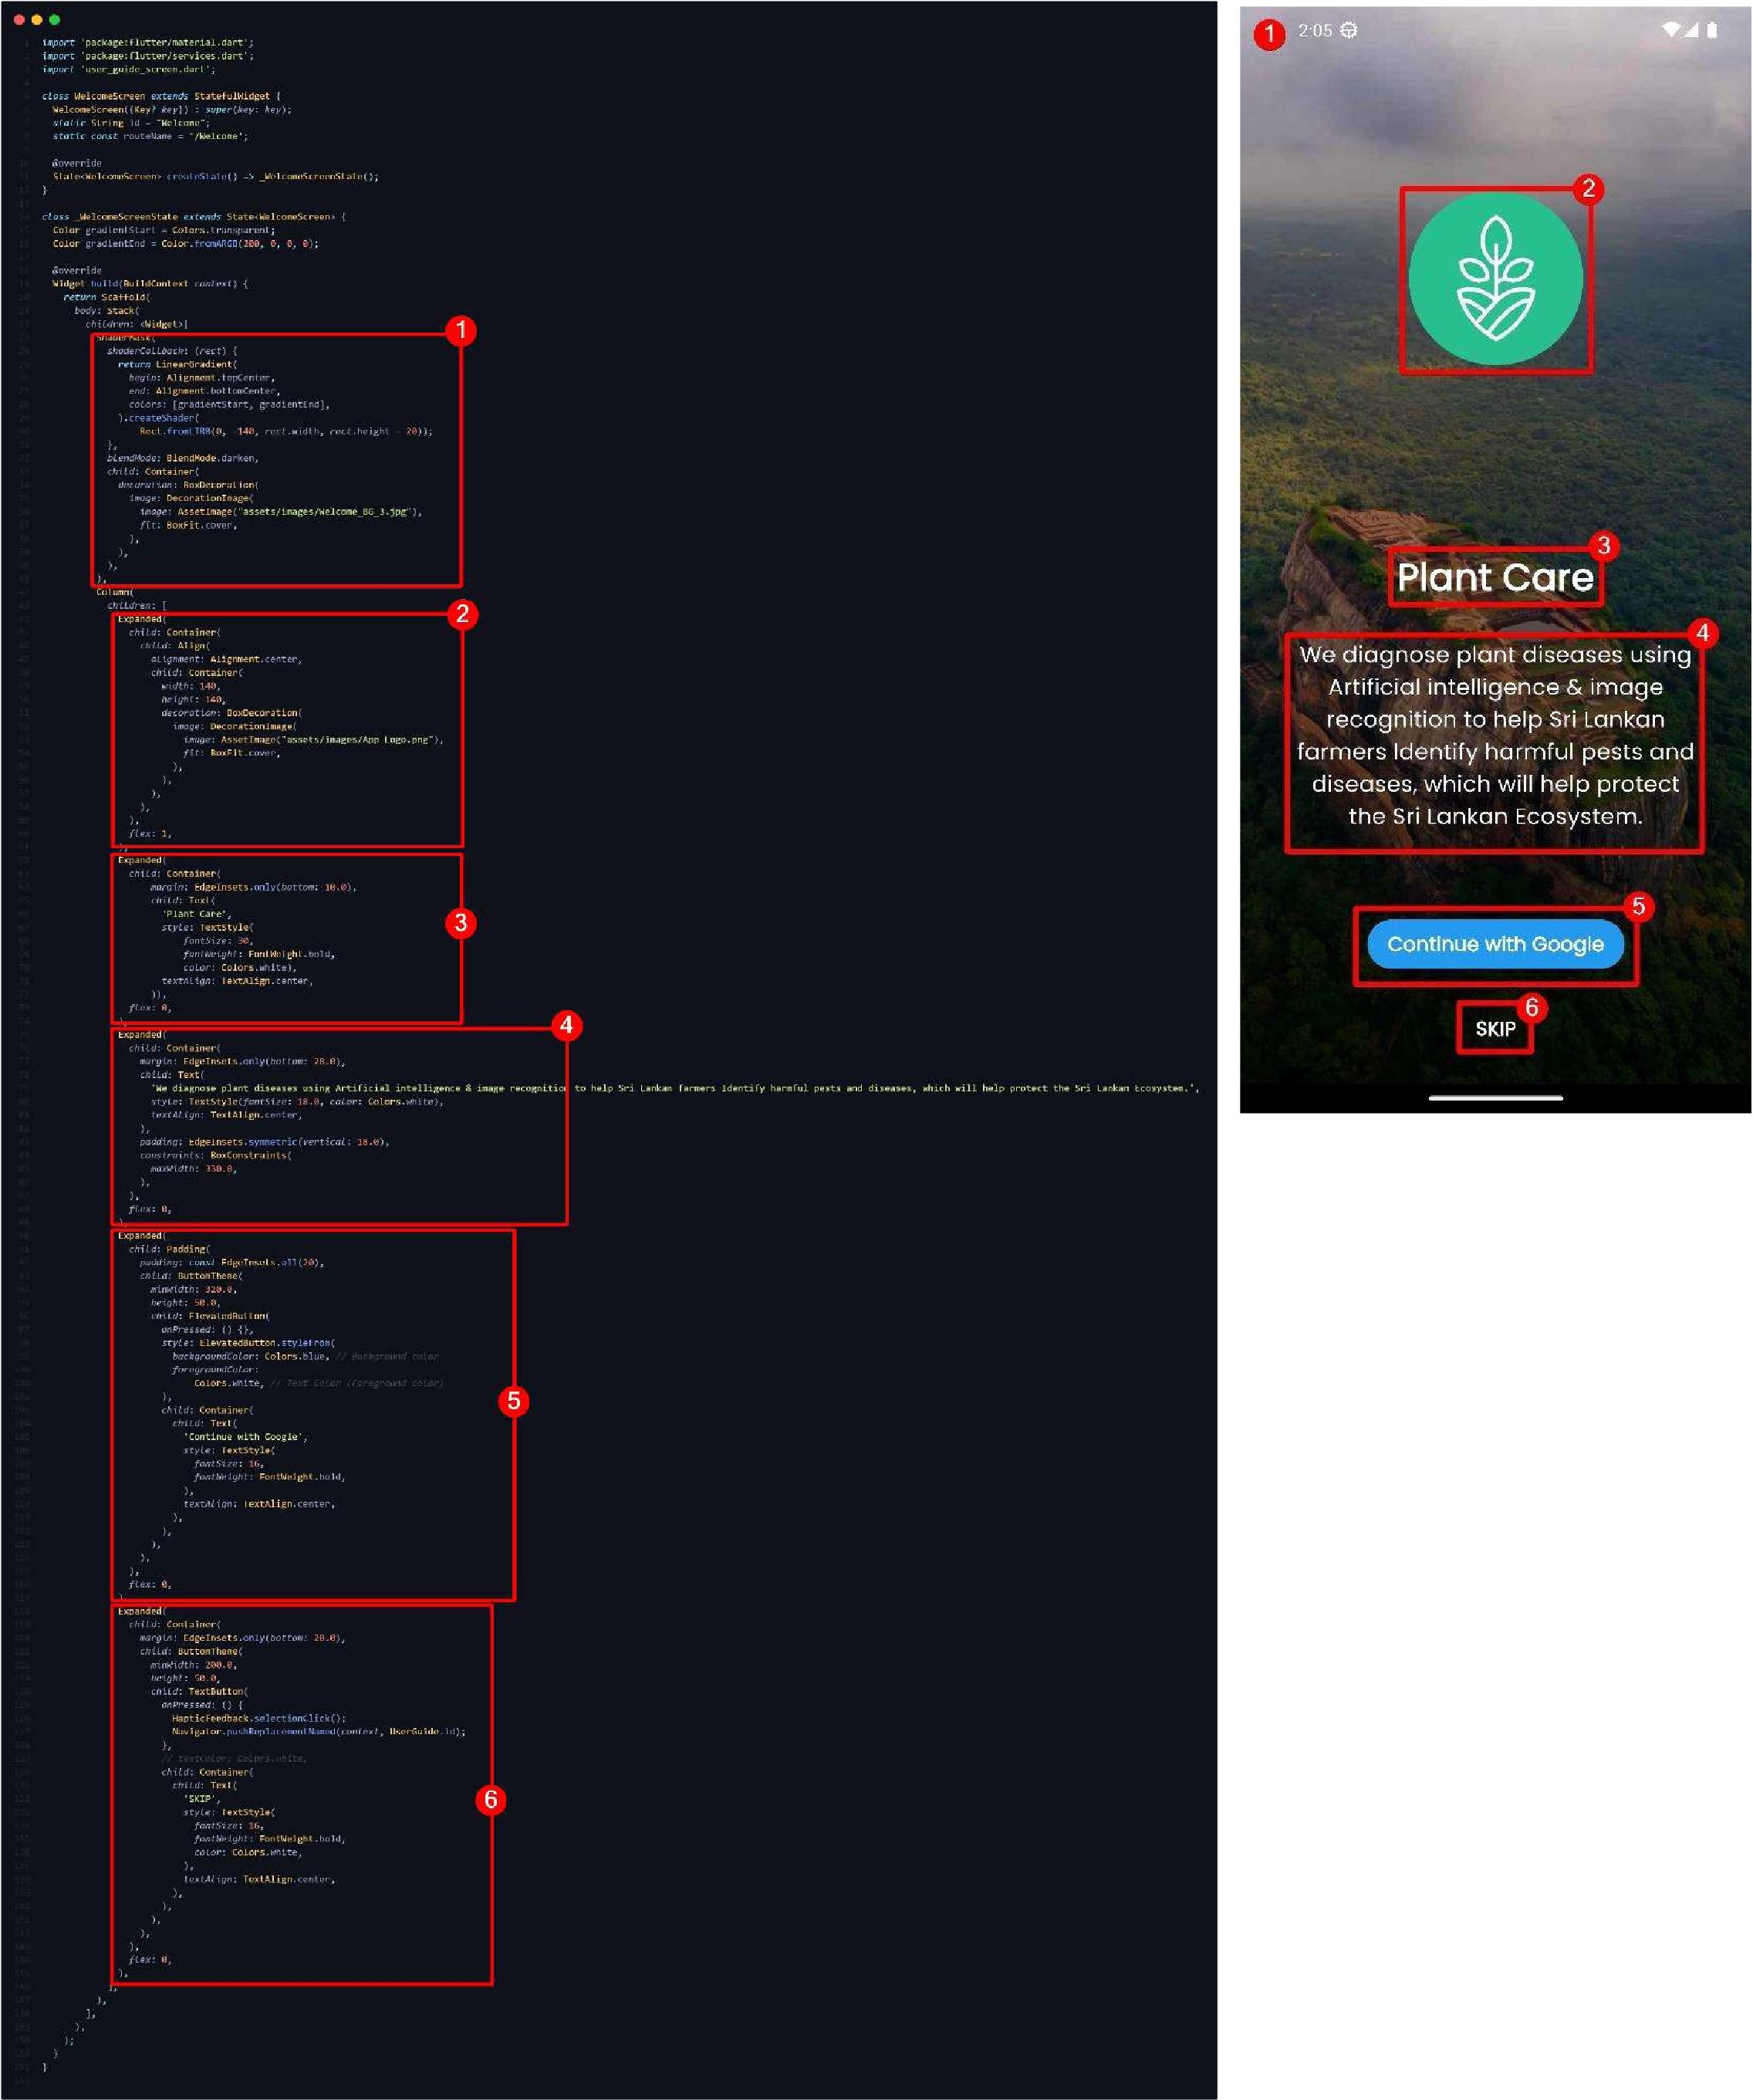 import 'package:flutter/material.dart';
import 'package:flutter/services.dart';
import 'user_guide_screen.dart';
class WelcomeScreen extends StatefulWidget {
WelcomeScreen({Key? key}) : super(key: key);
static String id = "Welcome";
static const routeName = '/Welcome';
@override
State<WelcomeScreen> createState() => _WelcomeScreenState();
}
class _WelcomeScreenState extends State<WelcomeScreen> {
Color gradientStart = Colors.transparent;
Color gradientEnd = Color.fromARGB(200, 0, 0, 0);
@override
Widget build(BuildContext context) {
return Scaffold(
body: Stack(
children: <Widget>[
1
ShaderMask(
shaderCallback: (rect) {
return LinearGradient(
begin: Alignment.topCenter,
end: Alignment.bottomCenter,
colors: [gradientStart, gradientEnd],
).createShader(
Rect.fromLTRB(0, -140, rect.width, rect.height - 20));
},
blendMode: BlendMode.darken,
child: Container(
decoration: BoxDecoration(
image: DecorationImage(
image: AssetImage("assets/images/Welcome_BG_3.jpg"),
fit: BoxFit.cover,
),
),
),
),
Column(
children: [
2
Expanded(
child: Container(
child: Align(
alignment: Alignment.center,
child: Container(
width: 140,
height: 140,
decoration: BoxDecoration(
image: DecorationImage(
image: AssetImage("assets/images/App Logo.png"),
fit: BoxFit.cover,
),
),
),
),
),
flex: 1,
),
Expanded(
child: Container(
margin: EdgeInsets.only(bottom: 10.0),
child: Text(
'Plant Care',
3
style: TextStyle(
fontSize: 30,
fontWeight: FontWeight.bold,
color: Colors.white),
textAlign: TextAlign.center,
)),
flex: 0,
),
4
Expanded(
child: Container(
margin: EdgeInsets.only(bottom: 28.0),
child: Text(
'We diagnose plant diseases using Artificial intelligence & image recognition to help Sri Lankan farmers Identify harmful pests and diseases, which will help protect the Sri Lankan Ecosystem.',
style: TextStyle(fontSize: 18.0, color: Colors.white),
textAlign: TextAlign.center,
),
padding: EdgeInsets.symmetric(vertical: 18.0),
constraints: BoxConstraints(
maxWidth: 330.0,
),
),
flex: 0,
),
Expanded(
child: Padding(
padding: const EdgeInsets.all(20),
child: ButtonTheme(
minWidth: 320.0,
height: 50.0,
child: ElevatedButton(
onPressed: () {},
style: ElevatedButton.styleFrom(
backgroundColor: Colors.blue, // Background color
foregroundColor:
Colors.white, // Text Color (Foreground color)
),
5
child: Container(
child: Text(
'Continue with Google',
style: TextStyle(
fontSize: 16,
fontWeight: FontWeight.bold,
),
textAlign: TextAlign.center,
),
),
),
),
),
flex: 0,
),
Expanded(
child: Container(
margin: EdgeInsets.only(bottom: 20.0),
child: ButtonTheme(
minWidth: 200.0,
height: 50.0,
child: TextButton(
onPressed: () {
HapticFeedback.selectionClick();
Navigator.pushReplacementNamed(context, UserGuide.id);
},
// textColor: Colors.white,
child: Container(
child: Text(
'SKIP',
6
style: TextStyle(
fontSize: 16,
fontWeight: FontWeight.bold,
color: Colors.white,
),
textAlign: TextAlign.center,
),
),
),
),
),
flex: 0,
),
],
),
],
),
);
}
}
1 2:05
2
3
Plant Care
4
We diagnose plant diseases using
Artificial intelligence & image
recognition to help Sri Lankan
farmers Identify harmful pests and
diseases, which will help protect
the Sri Lankan Ecosystem.
5
Continue with Google
6
SKIP